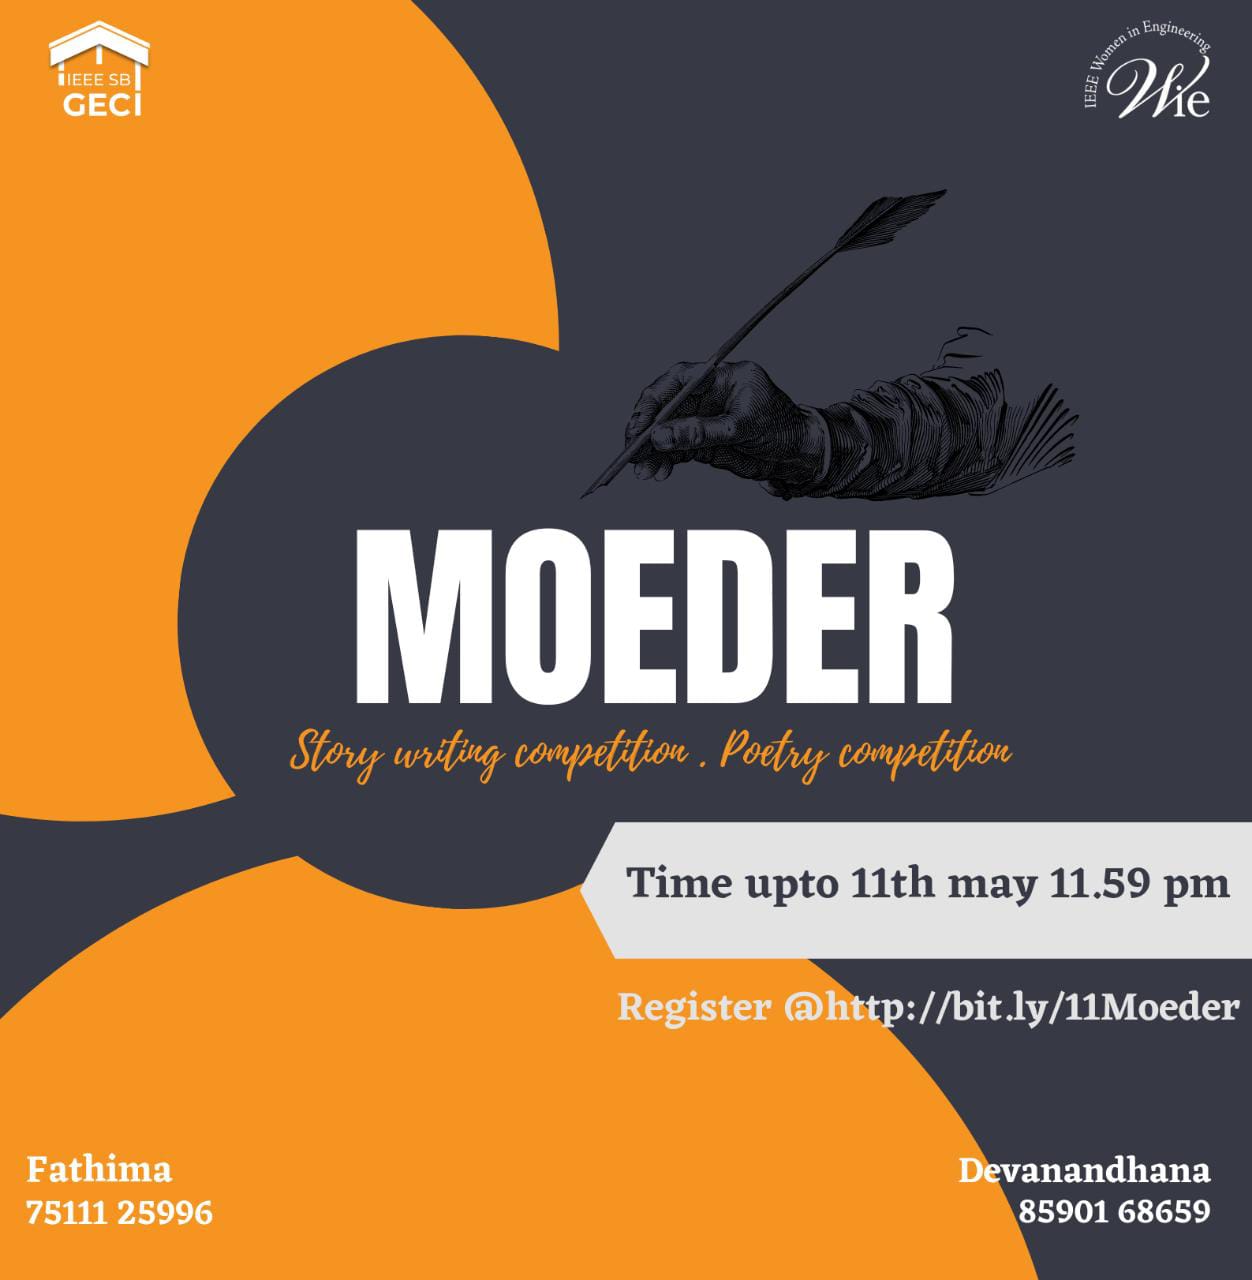 IEEE SB
GECI
IEEE Women in Engineering
Wie
MOEDER
Story writing competition . Poetry competition
Time upto 11th may 11.59 pm
Register @http://bit.ly/11Moeder
Fathima
75111 25996
Devanandhana
85901 68659